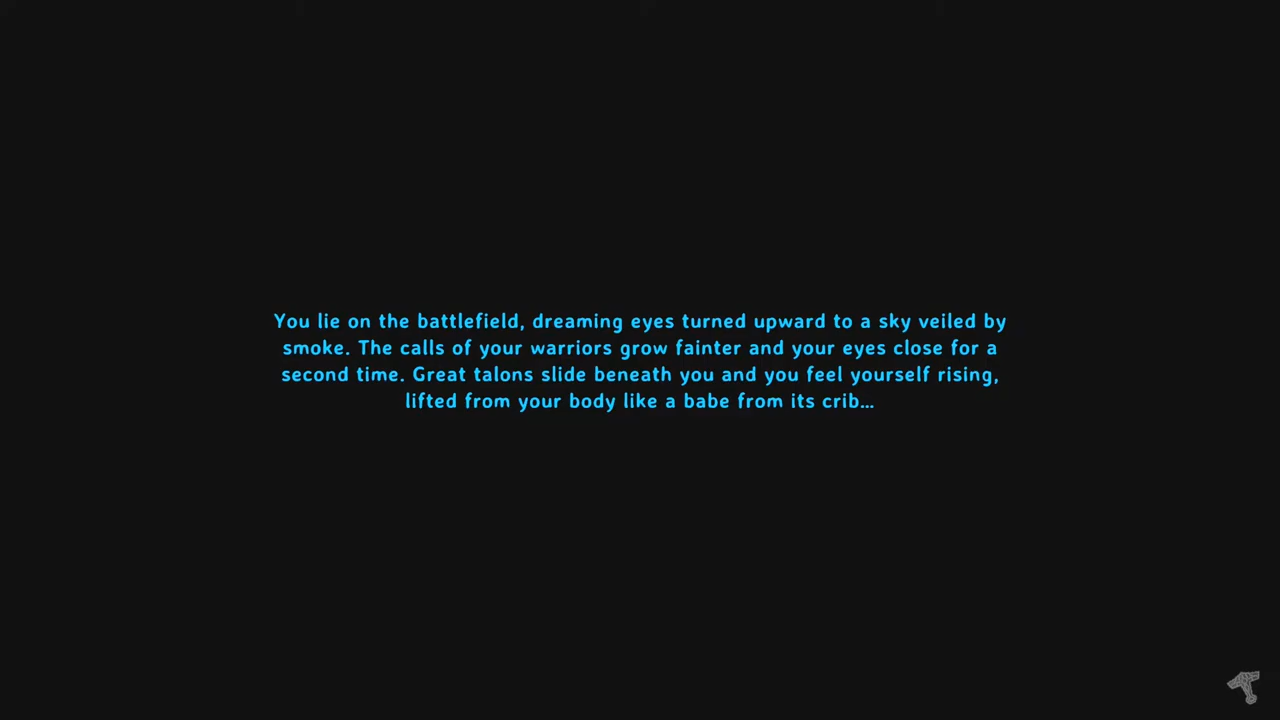 You lie on the battlefield, dreaming eyes turned upward to a sky veiled by
smoke. The calls of your warriors grow fainter and your eyes close for a
second time. Great talons slide beneath you and you feel yourself rising,
lifted from your body like a babe from its crib...